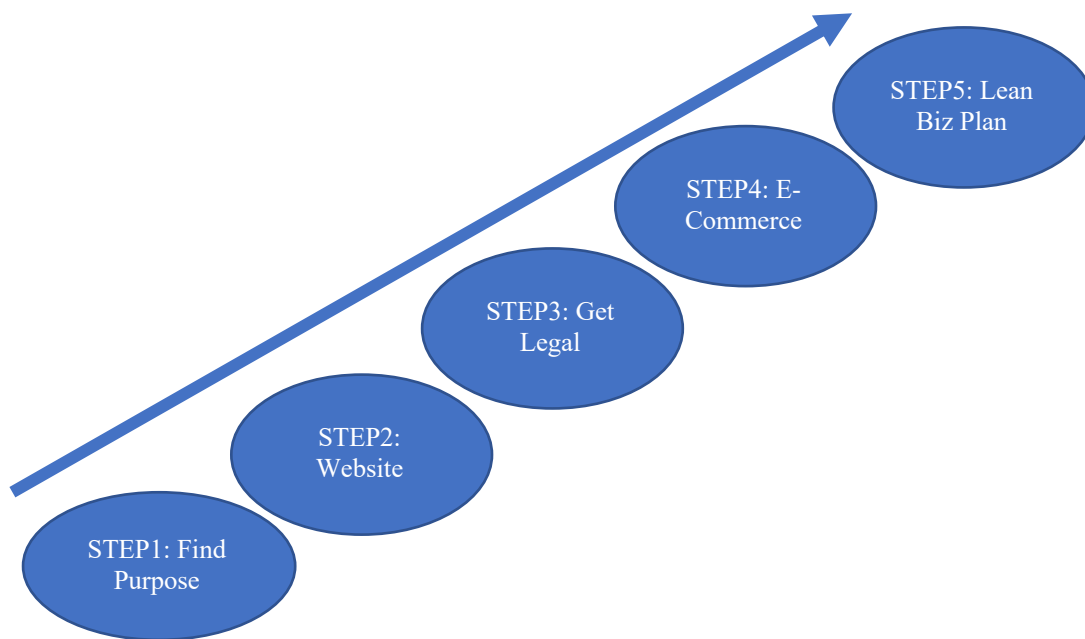 STEP5: Lean
Biz Plan
STEP4: E-
Commerce
STEP3: Get
Legal
STEP2:
Website
STEP1: Find
Purpose